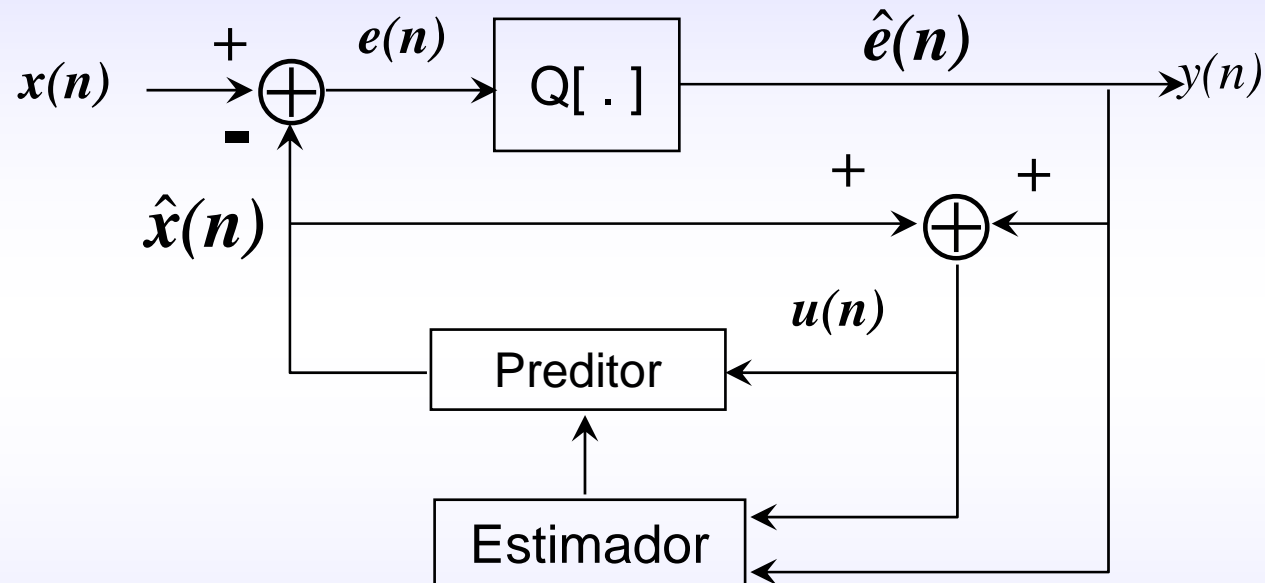 + e(n) ê(n)
x(n) Q[ . ] y(n)
-
+ +
x̂(n)
u(n)
Preditor
Estimador